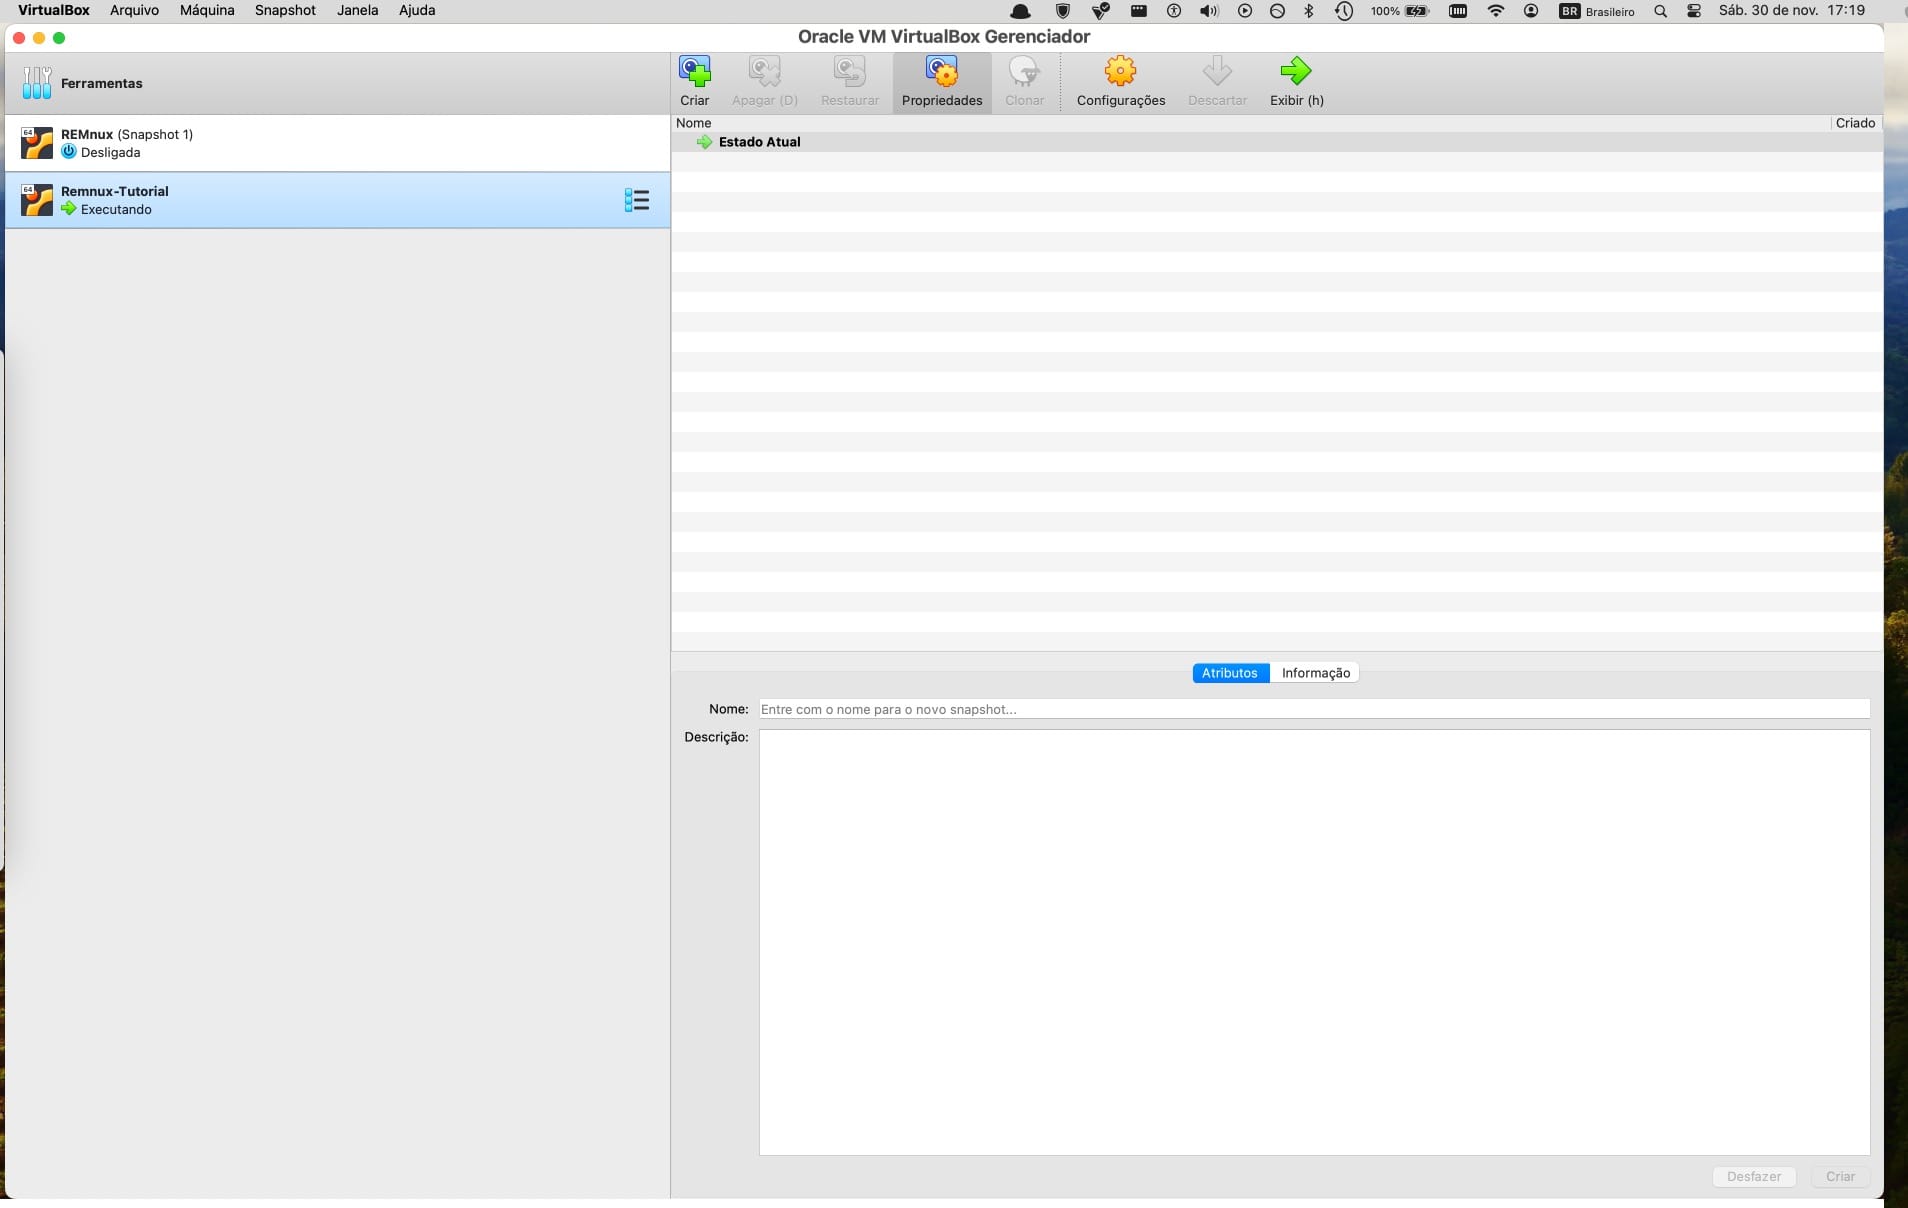 VirtualBox Arquivo Máquina Snapshot Janela Ajuda 100% BR Brasileiro Sáb. 30 de nov. 17:19
Oracle VM VirtualBox Gerenciador
Ferramentas
Criar Apagar (D) Restaurar Propriedades Clonar Configurações Descartar Exibir (h)
64 REMnux (Snapshot 1)
Desligada
64 Remnux-Tutorial
Executando
Nome Criado
Estado Atual
Atributos Informação
Nome: Entre com o nome para o novo snapshot...
Descrição:
Desfazer Criar